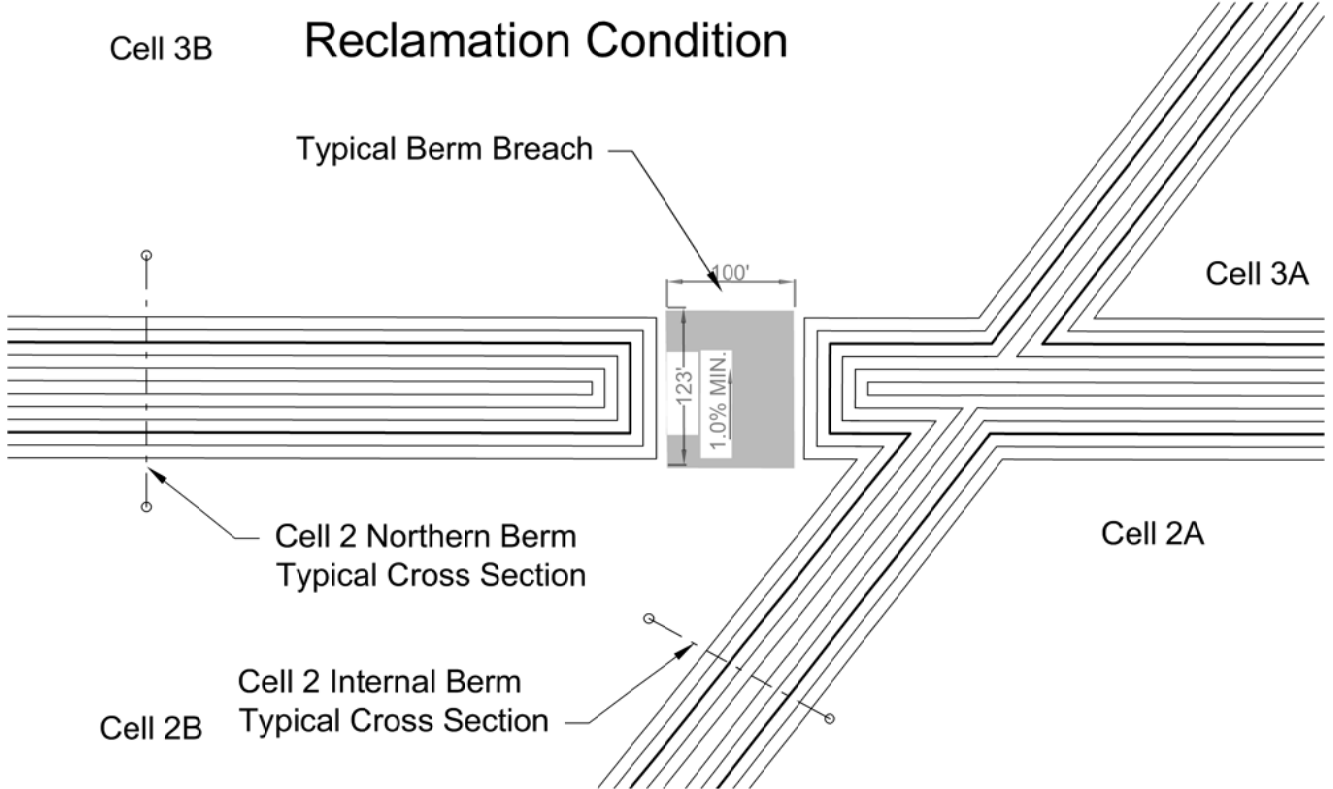 Cell 3B
Reclamation Condition
Typical Berm Breach
100'
Cell 3A
123'
1.0% MIN.
Cell 2 Northern Berm
Typical Cross Section
Cell 2A
Cell 2 Internal Berm
Typical Cross Section
Cell 2B